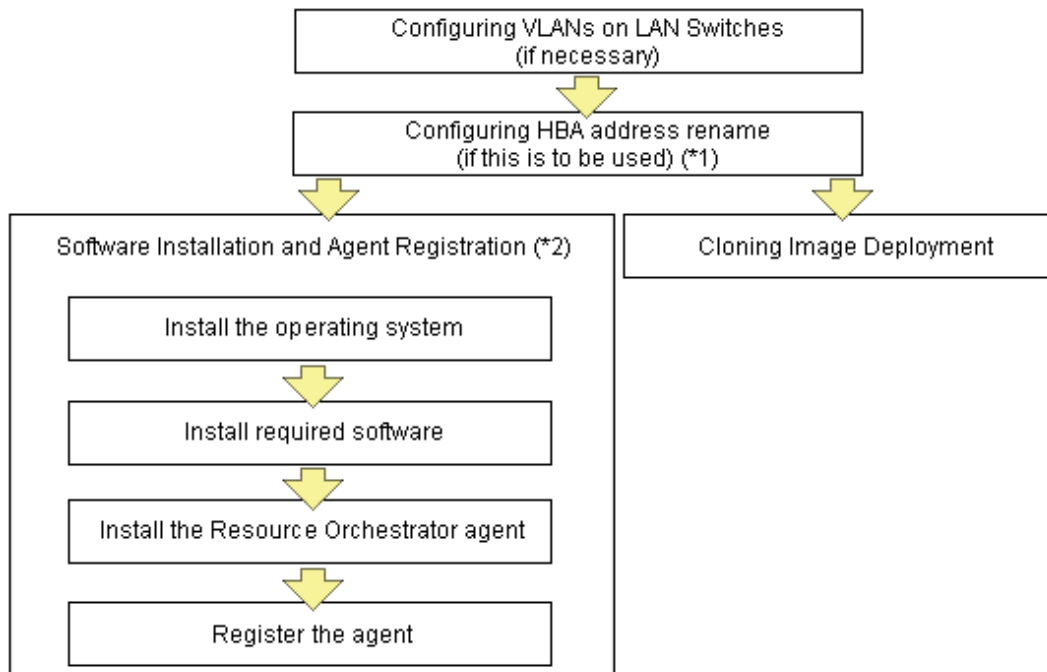 Configuring VLANs on LAN Switches
(if necessary)
Configuring HBA address rename
(if this is to be used) (*1)
Software Installation and Agent Registration (*2)
Cloning Image Deployment
Install the operating system
Install required software
Install the Resource Orchestrator agent
Register the agent